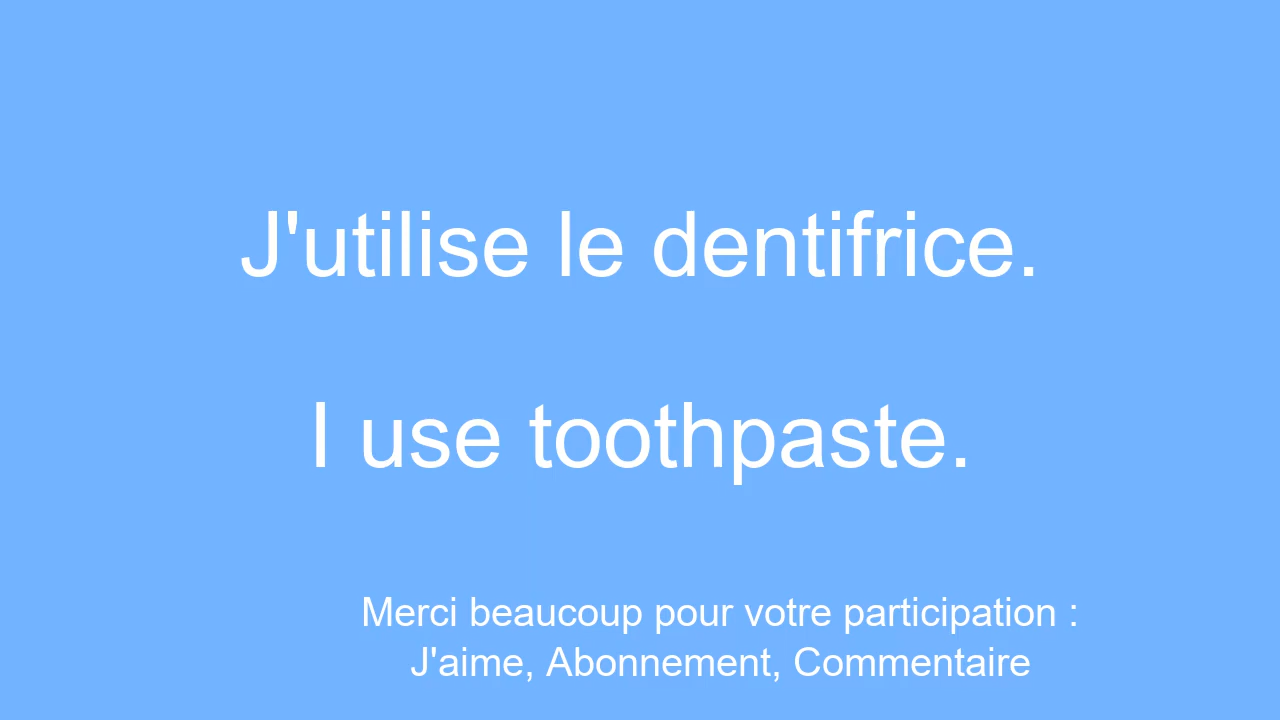 J'utilise le dentifrice.
I use toothpaste.
Merci beaucoup pour votre participation :
J'aime, Abonnement, Commentaire